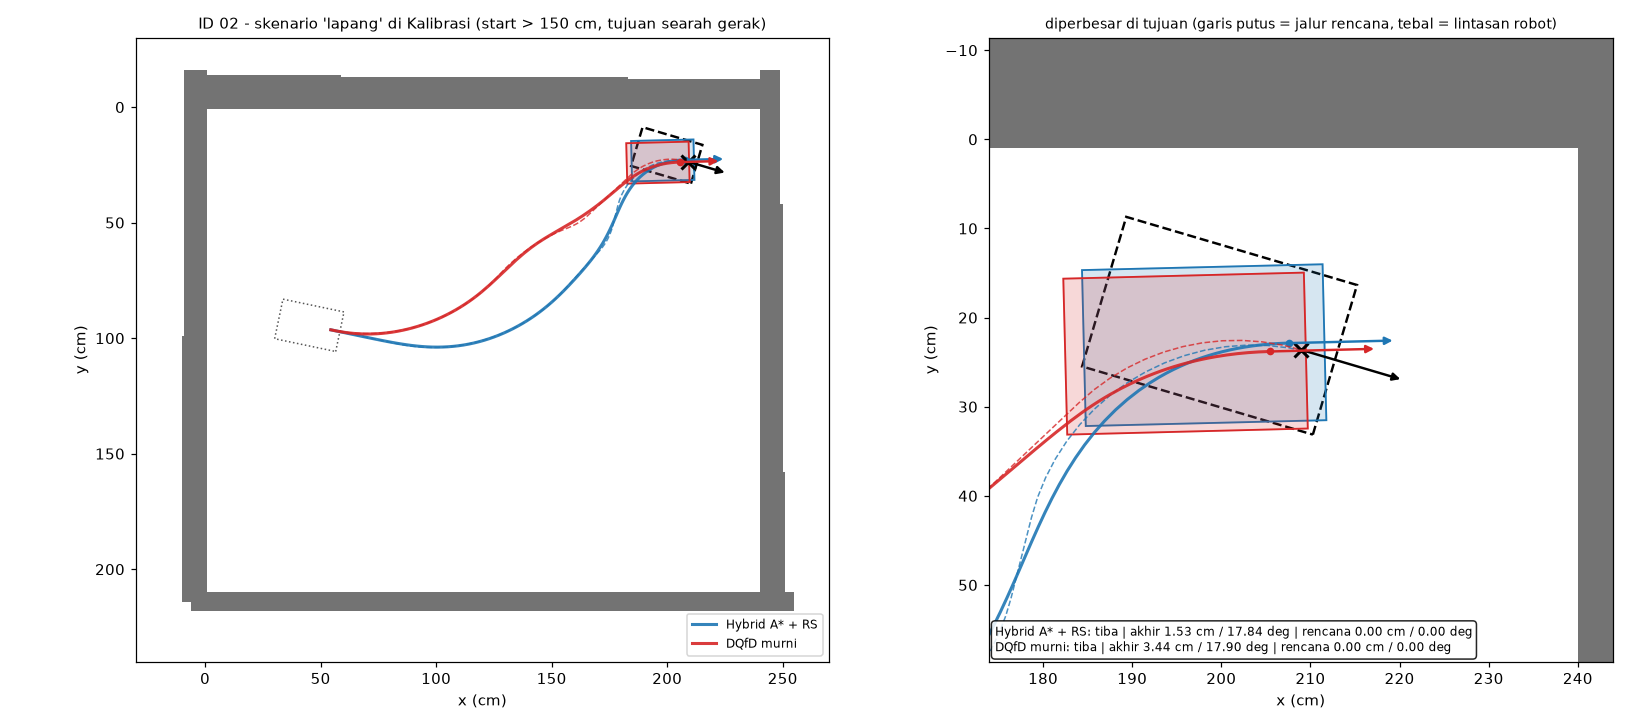 ID 02 - skenario 'lapang' di Kalibrasi (start > 150 cm, tujuan searah gerak)
0
50
100
150
200
y (cm)
0
50
100
150
200
250
x (cm)
Hybrid A* + RS
DQfD murni
diperbesar di tujuan (garis putus = jalur rencana, tebal = lintasan robot)
−10
0
10
20
30
40
50
y (cm)
180
190
200
210
220
230
240
x (cm)
Hybrid A* + RS: tiba | akhir 1.53 cm / 17.84 deg | rencana 0.00 cm / 0.00 deg
DQfD murni: tiba | akhir 3.44 cm / 17.90 deg | rencana 0.00 cm / 0.00 deg